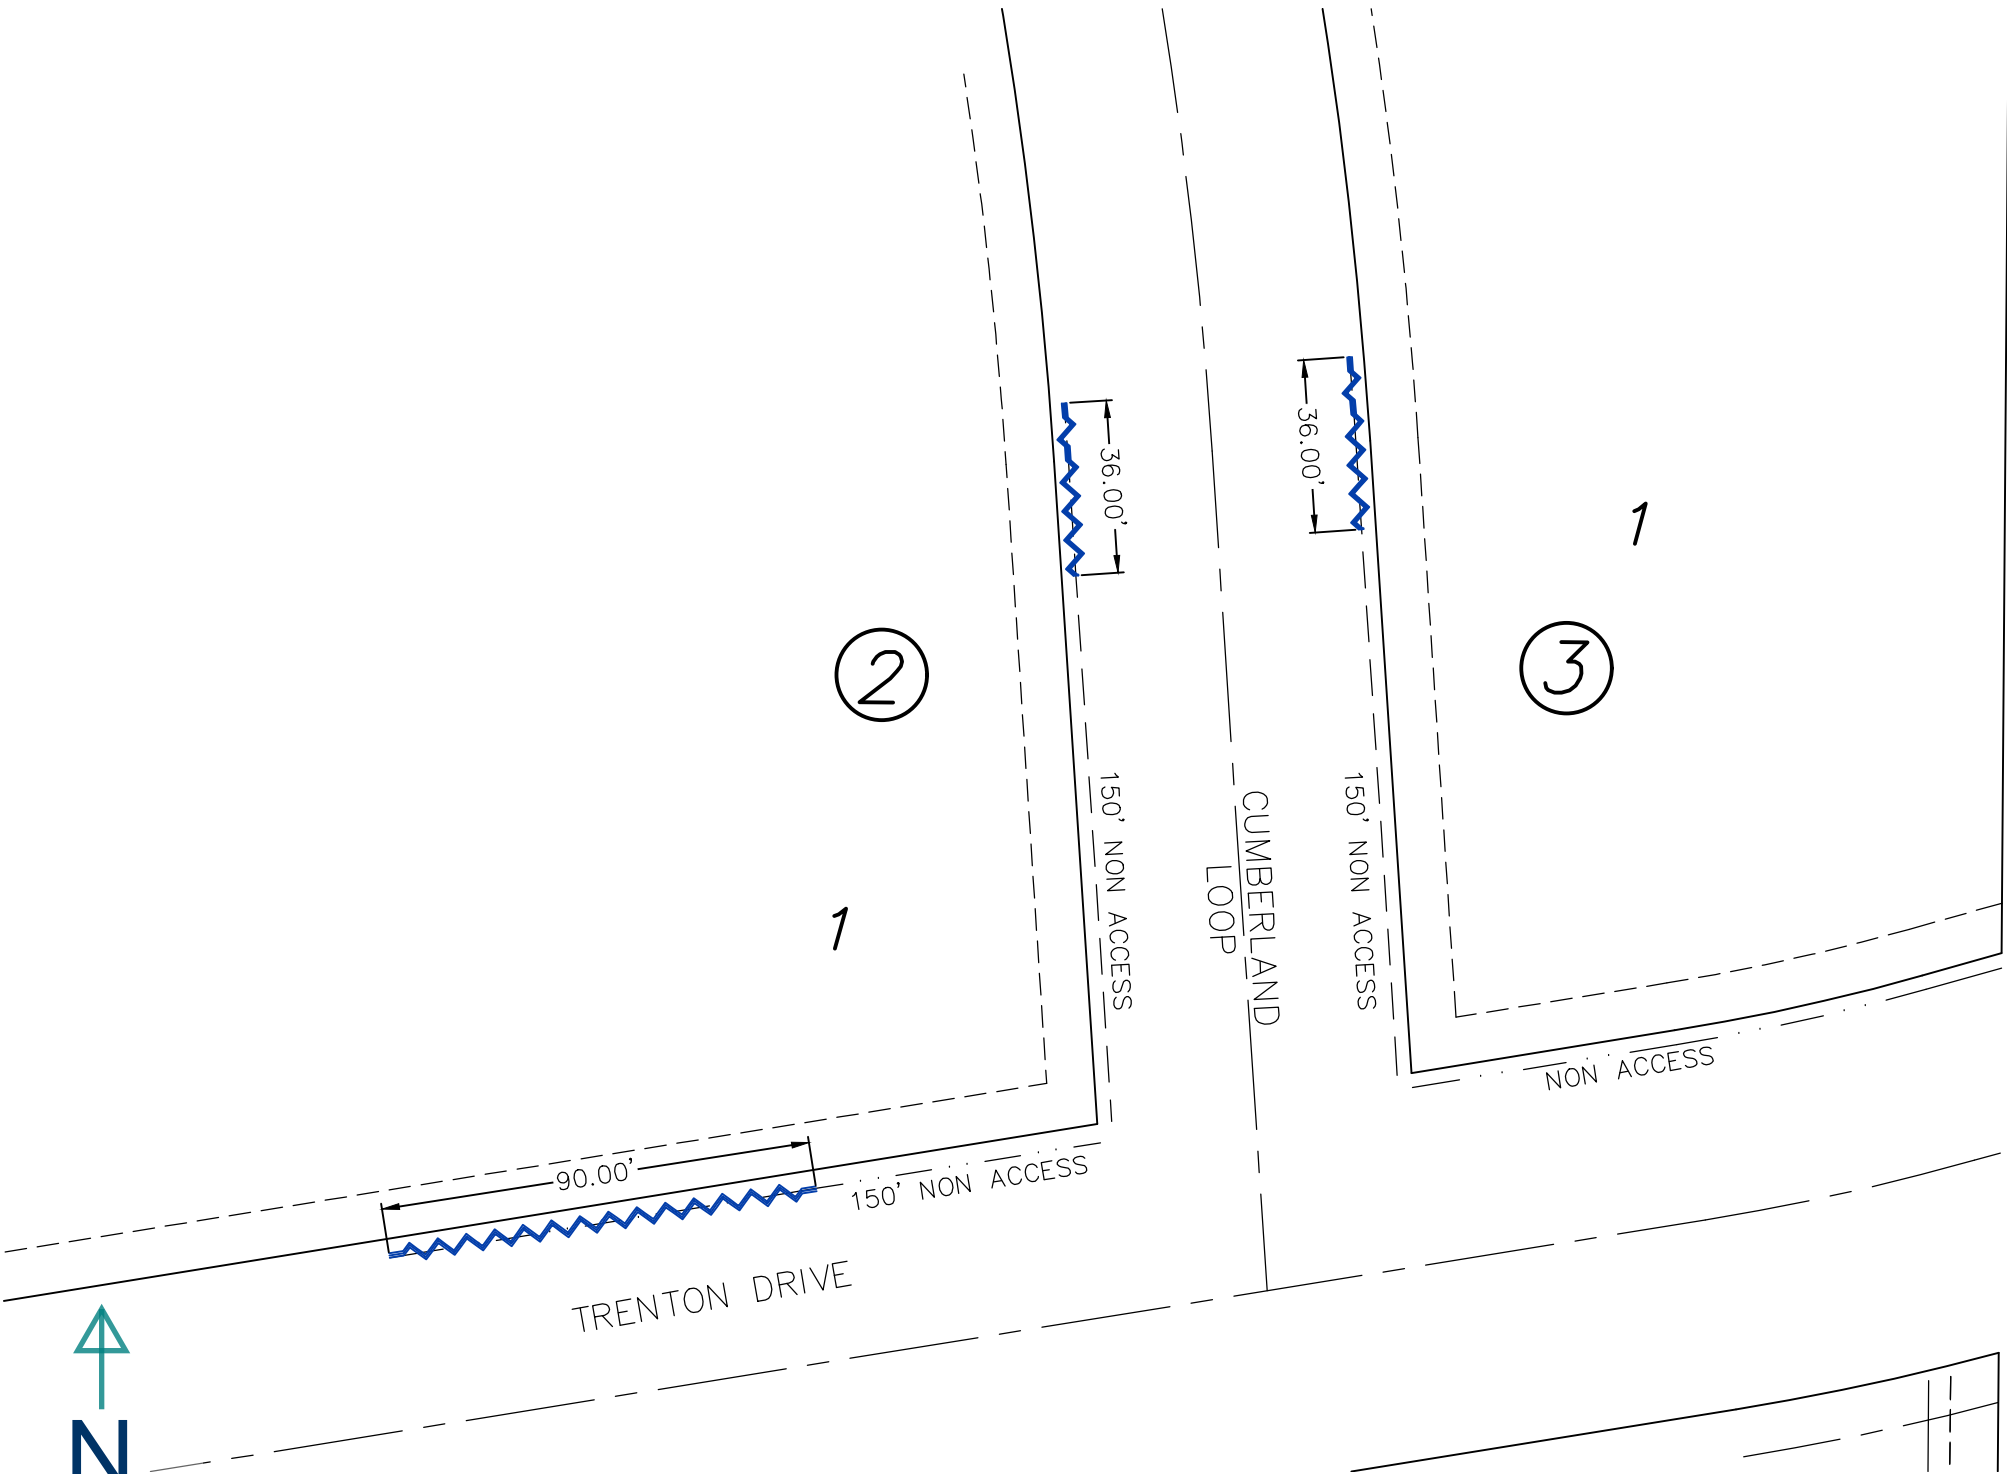 36.00'
36.00'
1
2
3
150' NON ACCESS
CUMBERLAND
LOOP
150' NON ACCESS
1
NON ACCESS
90.00'
150' NON ACCESS
TRENTON DRIVE
N